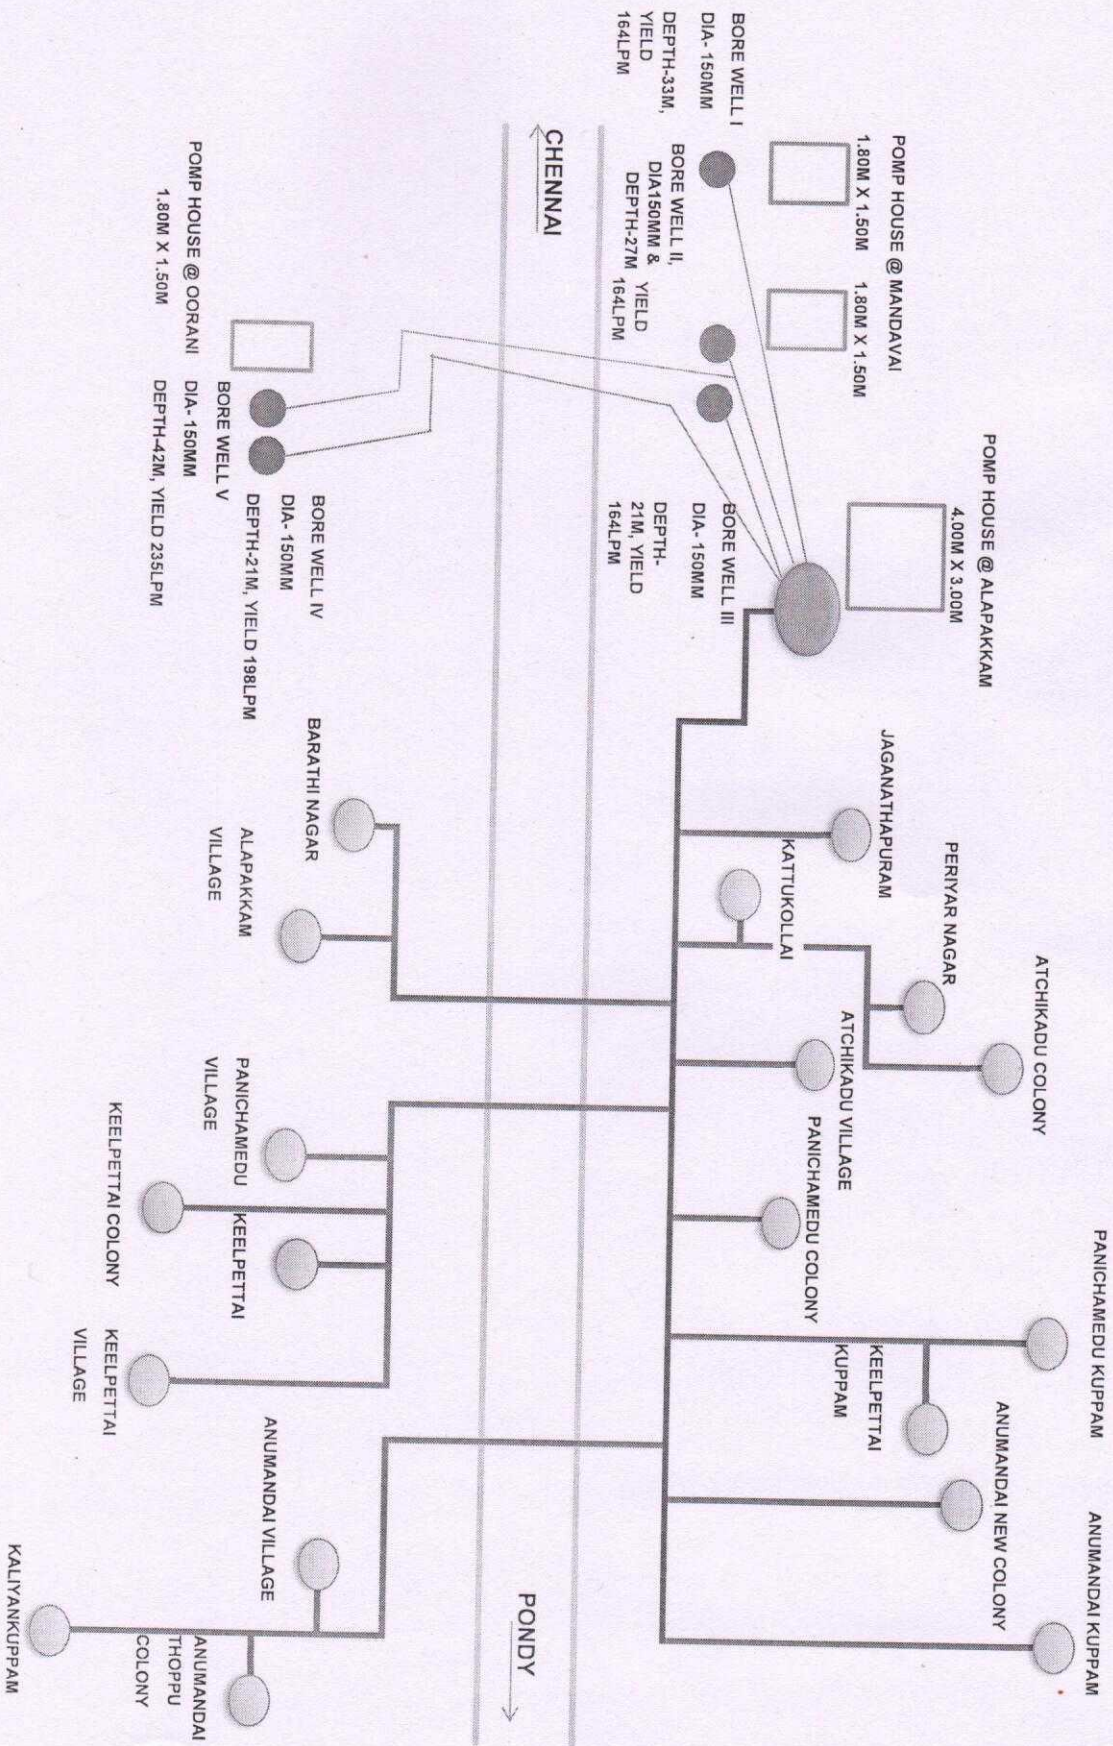 POMP HOUSE @ MANDAVAI
1.80M X 1.50M
1.80M X 1.50M
BORE WELL I
DIA- 150MM
DEPTH-33M,
YIELD
164LPM
BORE WELL II,
DIA150MM &
DEPTH-27M
YIELD
164LPM
POMP HOUSE @ ALAPAKKAM
4.00M X 3.00M
BORE WELL III
DIA- 150MM
DEPTH-
21M, YIELD
164LPM
CHENNAI
PONDY
POMP HOUSE @ OORANI
1.80M X 1.50M
BORE WELL V
DIA- 150MM
DEPTH-42M, YIELD 235LPM
BORE WELL IV
DIA- 150MM
DEPTH-21M, YIELD 198LPM
JAGANATHAPURAM
KATTUKOLLAI
PERIYAR NAGAR
ATCHIKADU COLONY
ATCHIKADU VILLAGE
PANICHAMEDU COLONY
PANICHAMEDU KUPPAM
KEELPETTAI
KUPPAM
ANUMANDAI NEW COLONY
ANUMANDAI KUPPAM
BARATHI NAGAR
ALAPAKKAM
VILLAGE
PANICHAMEDU
VILLAGE
KEELPETTAI COLONY
KEELPETTAI
KEELPETTAI
VILLAGE
ANUMANDAI VILLAGE
ANUMANDAI
THOPPU
COLONY
KALIYANKUPPAM